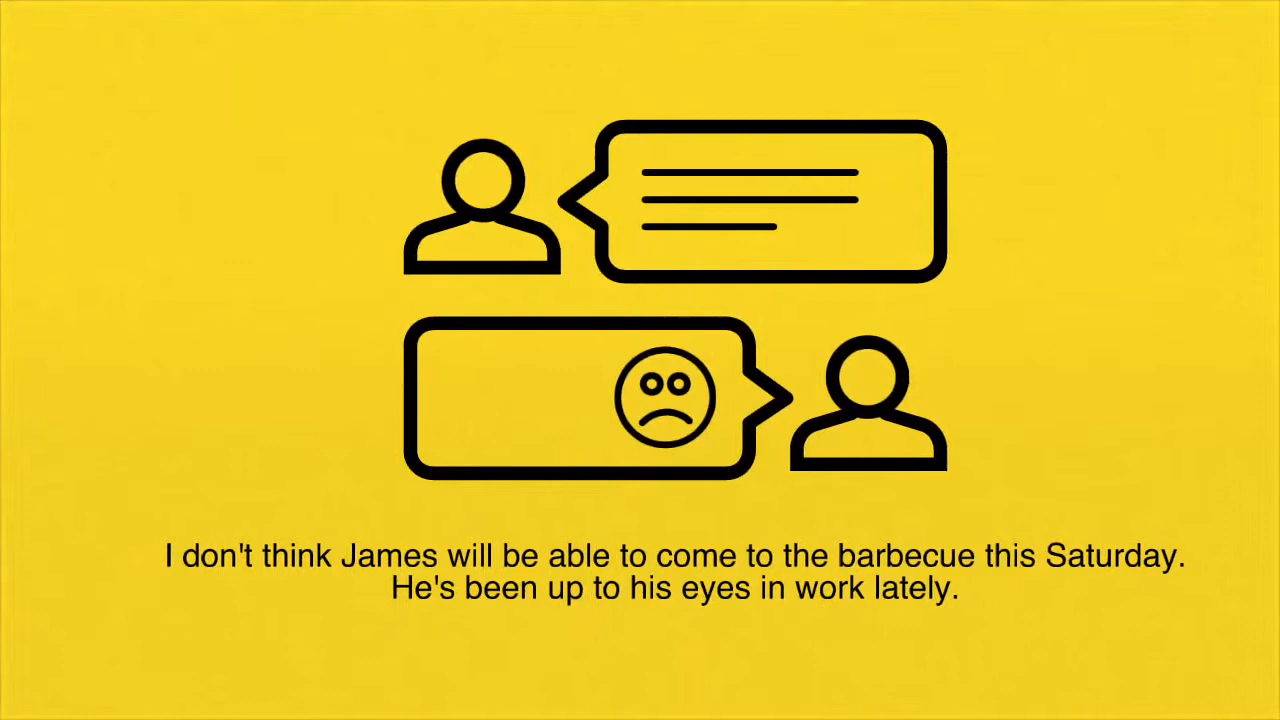 I don't think James will be able to come to the barbecue this Saturday.
He's been up to his eyes in work lately.